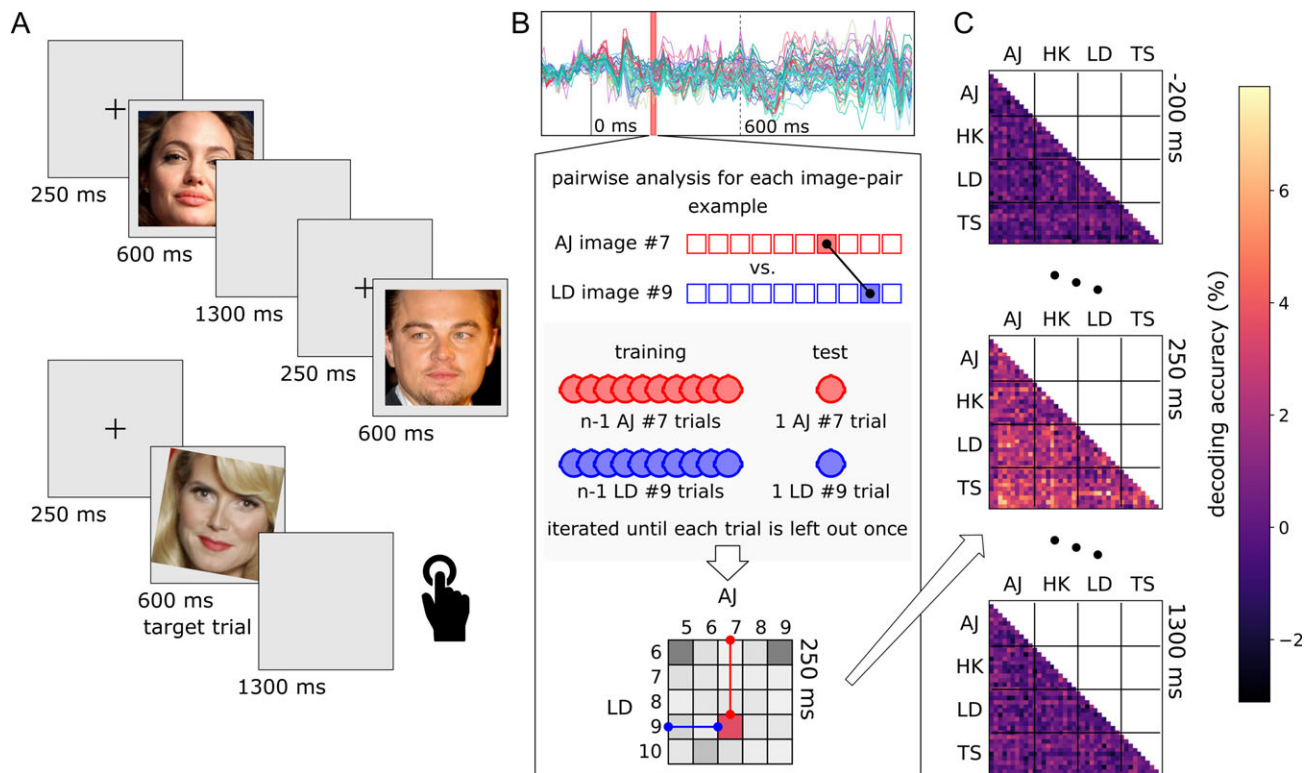 A
250 ms
600 ms
1300 ms
250 ms
600 ms
250 ms
600 ms
target trial
1300 ms
B
0 ms
600 ms
pairwise analysis for each image-pair
example
AJ image #7
vs.
LD image #9
training
test
n-1 AJ #7 trials
1 AJ #7 trial
n-1 LD #9 trials
1 LD #9 trial
iterated until each trial is left out once
AJ
5 6 7 8 9
6
7
8
9
10
LD
250 ms
C
AJ HK LD TS
AJ
HK
LD
TS
-200 ms
AJ HK LD TS
AJ
HK
LD
TS
250 ms
AJ HK LD TS
AJ
HK
LD
TS
1300 ms
decoding accuracy (%)
6
4
2
0
−2